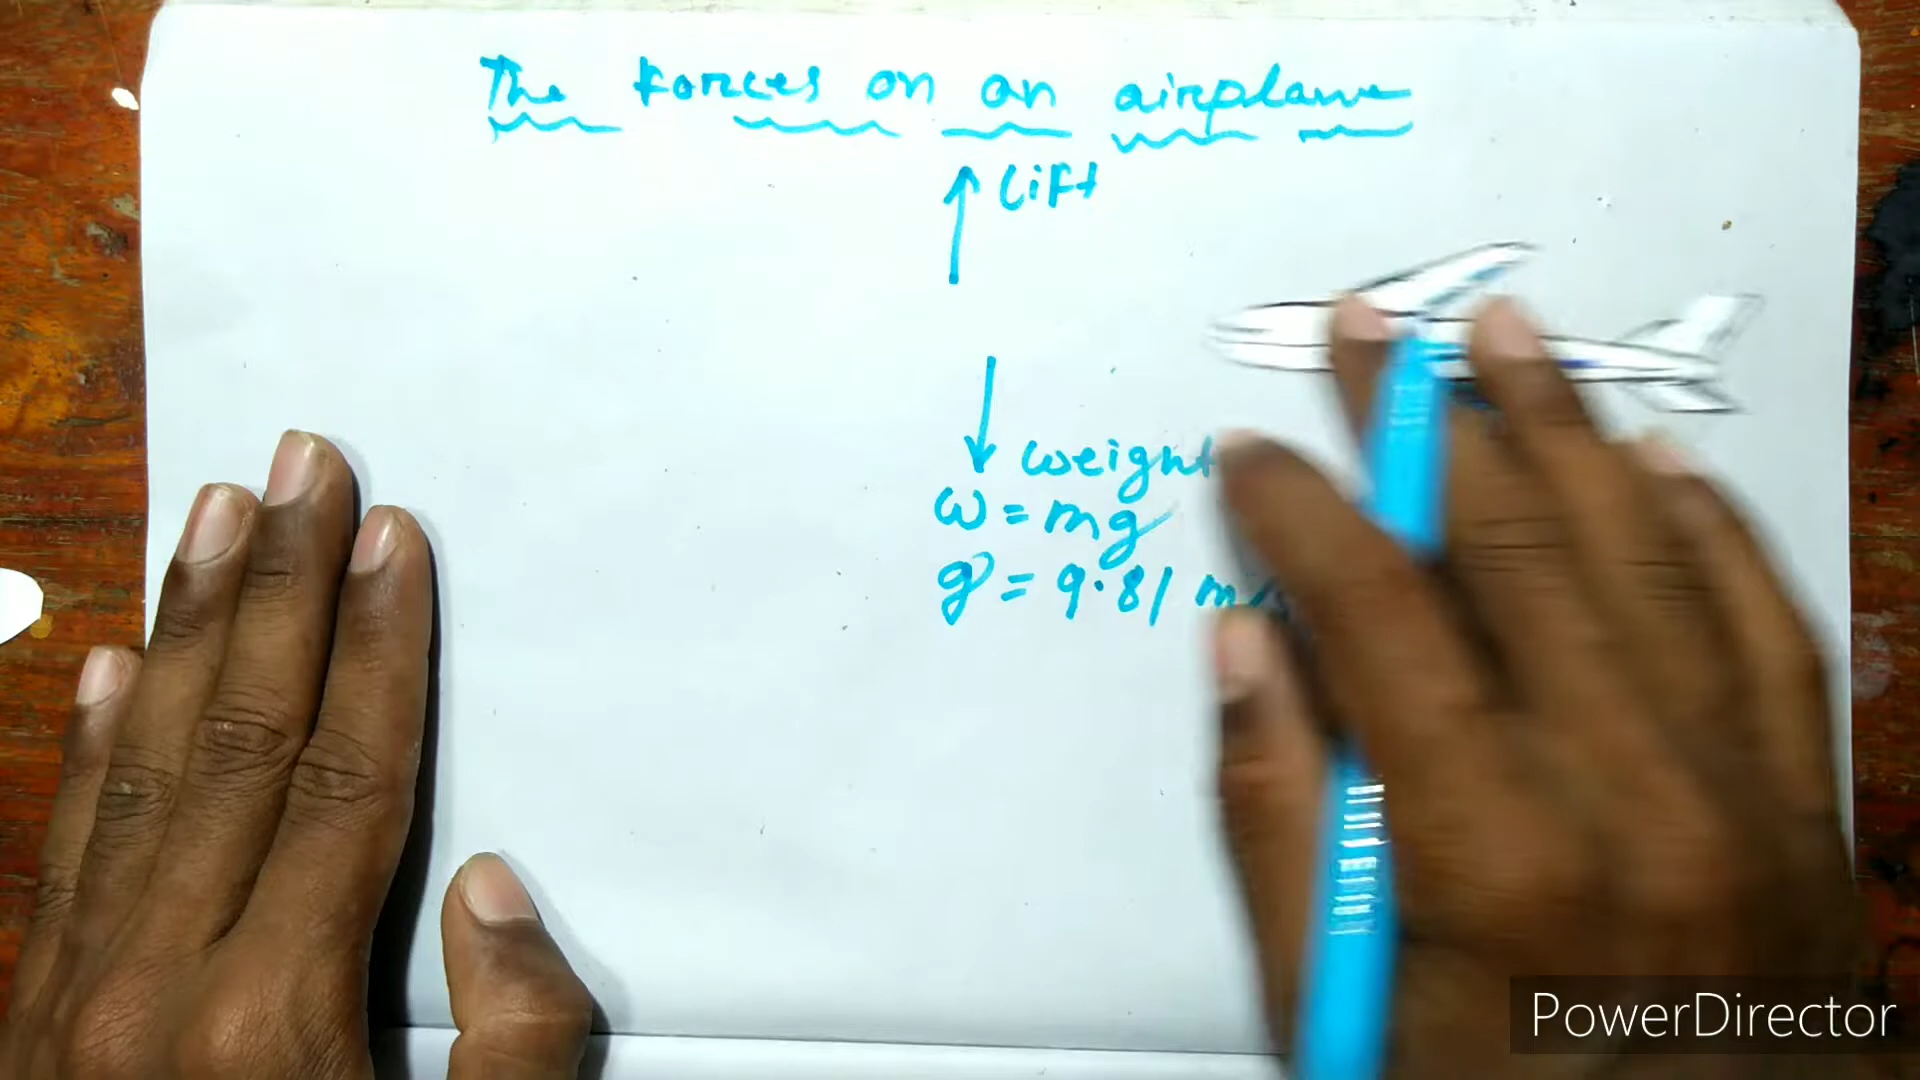 The Forces on an airplane
Lift
weight
w = mg
g = 9.81 m/s
PowerDirector